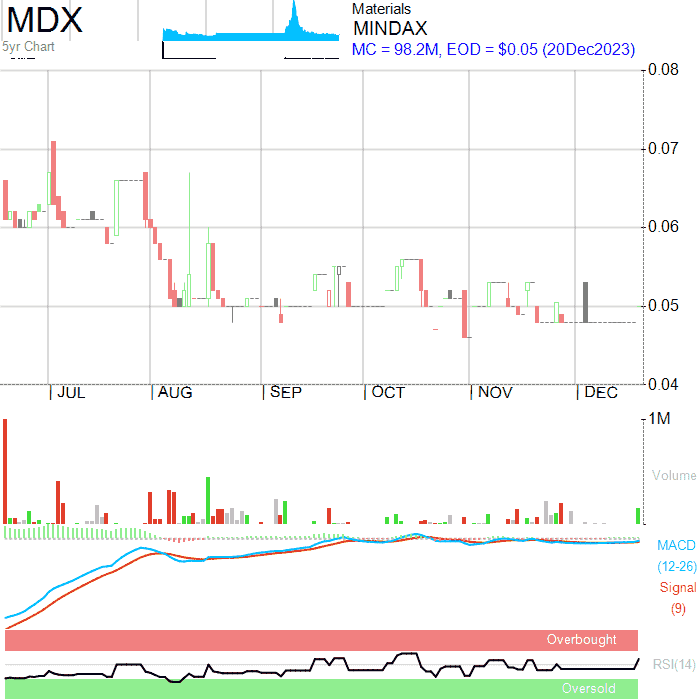 MDX
5yr Chart
Materials
MINDAX
MC = 98.2M, EOD = $0.05 (20Dec2023)
0.08
0.07
0.06
0.05
0.04
JUL AUG SEP OCT NOV DEC
1M
Volume
MACD
(12-26)
Signal
(9)
Overbought
RSI(14)
Oversold